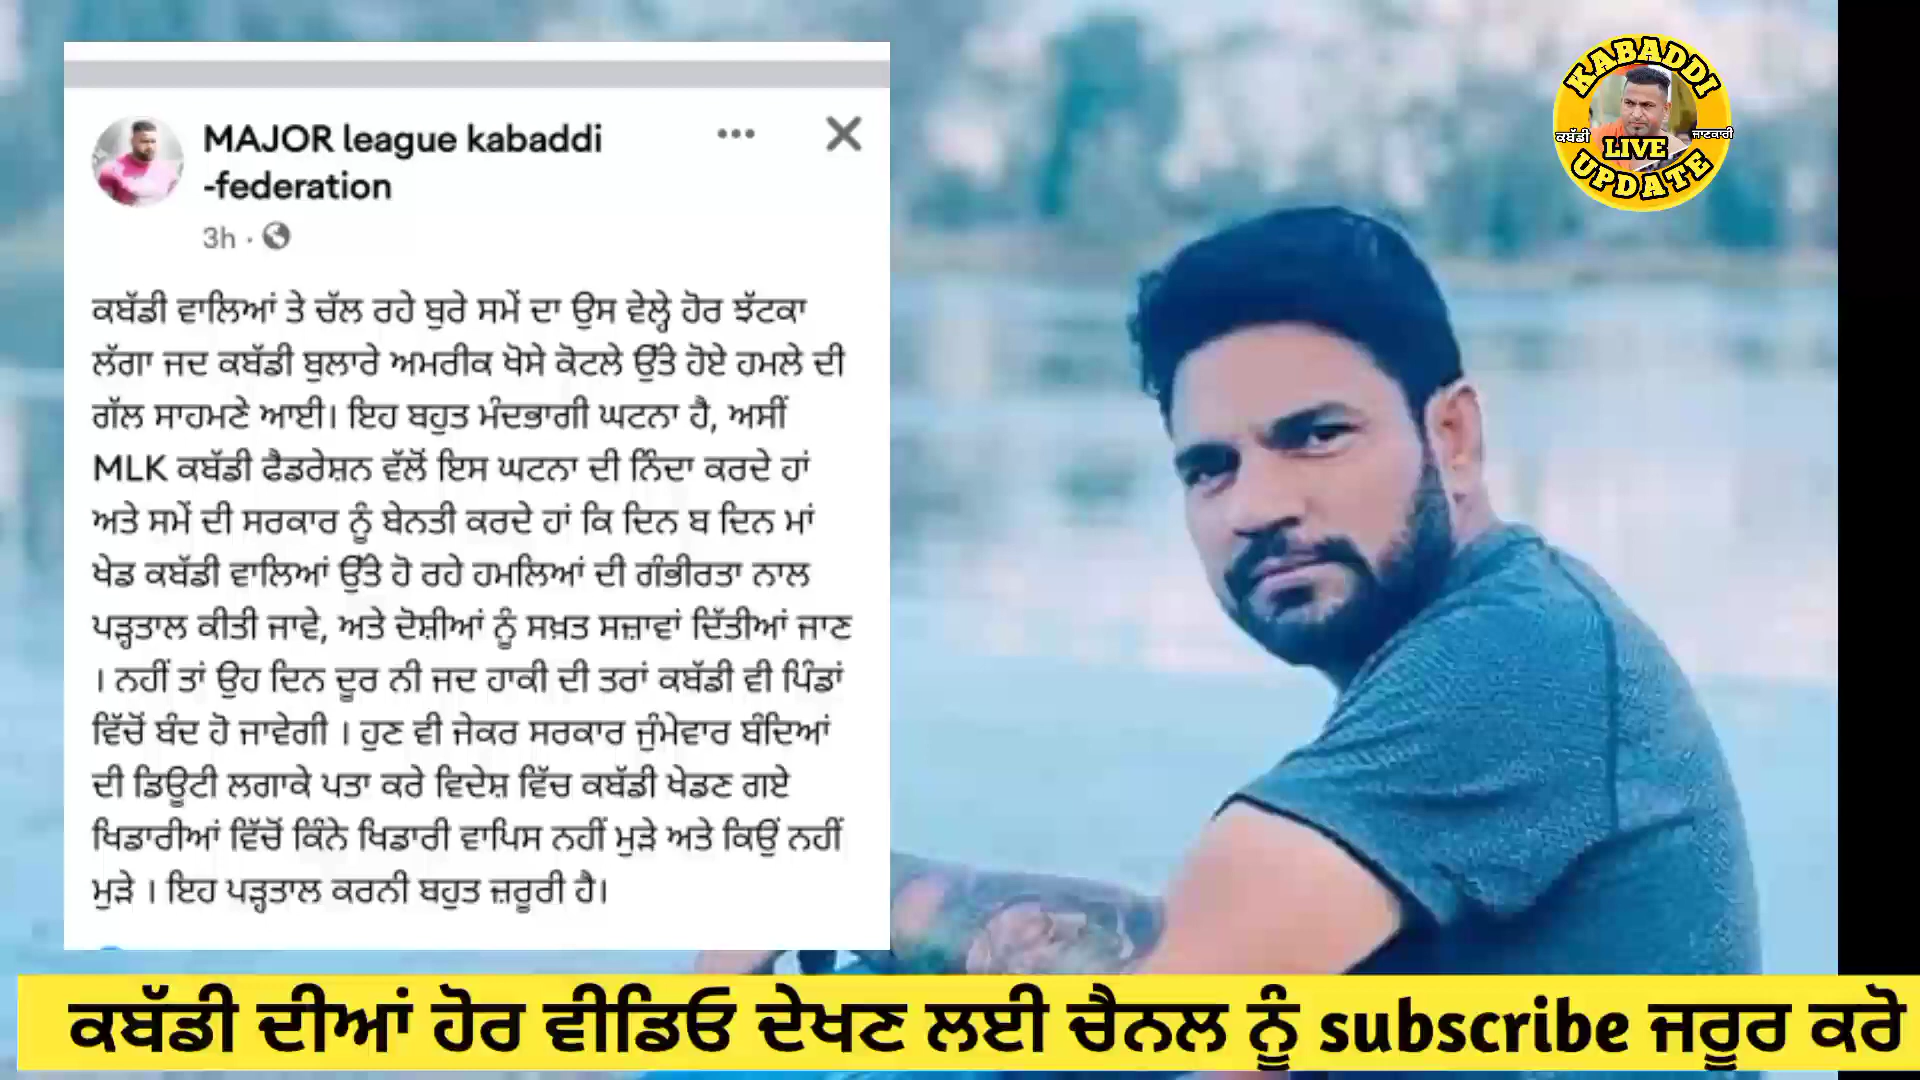 MAJOR league kabaddi
-federation
3h
ਕਬੱਡੀ ਵਾਲਿਆਂ ਤੇ ਚੱਲ ਰਹੇ ਬੁਰੇ ਸਮੇਂ ਦਾ ਉਸ ਵੇਲ੍ਹੇ ਹੋਰ ਝੱਟਕਾ
ਲੱਗਾ ਜਦ ਕਬੱਡੀ ਬੁਲਾਰੇ ਅਮਰੀਕ ਖੋਸੇ ਕੋਟਲੇ ਉੱਤੇ ਹੋਏ ਹਮਲੇ ਦੀ
ਗੱਲ ਸਾਹਮਣੇ ਆਈ। ਇਹ ਬਹੁਤ ਮੰਦਭਾਗੀ ਘਟਨਾ ਹੈ, ਅਸੀਂ
MLK ਕਬੱਡੀ ਫੈਡਰੇਸ਼ਨ ਵੱਲੋਂ ਇਸ ਘਟਨਾ ਦੀ ਨਿੰਦਾ ਕਰਦੇ ਹਾਂ
ਅਤੇ ਸਮੇਂ ਦੀ ਸਰਕਾਰ ਨੂੰ ਬੇਨਤੀ ਕਰਦੇ ਹਾਂ ਕਿ ਦਿਨ ਬ ਦਿਨ ਮਾਂ
ਖੇਡ ਕਬੱਡੀ ਵਾਲਿਆਂ ਉੱਤੇ ਹੋ ਰਹੇ ਹਮਲਿਆਂ ਦੀ ਗੰਭੀਰਤਾ ਨਾਲ
ਪੜ੍ਹਤਾਲ ਕੀਤੀ ਜਾਵੇ, ਅਤੇ ਦੋਸ਼ੀਆਂ ਨੂੰ ਸਖ਼ਤ ਸਜ਼ਾਵਾਂ ਦਿੱਤੀਆਂ ਜਾਣ
। ਨਹੀਂ ਤਾਂ ਉਹ ਦਿਨ ਦੂਰ ਨੀ ਜਦ ਹਾਕੀ ਦੀ ਤਰਾਂ ਕਬੱਡੀ ਵੀ ਪਿੰਡਾਂ
ਵਿੱਚੋਂ ਬੰਦ ਹੋ ਜਾਵੇਗੀ । ਹੁਣ ਵੀ ਜੇਕਰ ਸਰਕਾਰ ਜੁੰਮੇਵਾਰ ਬੰਦਿਆਂ
ਦੀ ਡਿਊਟੀ ਲਗਾਕੇ ਪਤਾ ਕਰੇ ਵਿਦੇਸ਼ ਵਿੱਚ ਕਬੱਡੀ ਖੇਡਣ ਗਏ
ਖਿਡਾਰੀਆਂ ਵਿੱਚੋਂ ਕਿੰਨੇ ਖਿਡਾਰੀ ਵਾਪਿਸ ਨਹੀਂ ਮੁੜੇ ਅਤੇ ਕਿਉਂ ਨਹੀਂ
ਮੁੜੇ । ਇਹ ਪੜ੍ਹਤਾਲ ਕਰਨੀ ਬਹੁਤ ਜ਼ਰੂਰੀ ਹੈ।
KABADDI
ਕਬੱਡੀ ਜਾਣਕਾਰੀ
LIVE
UPDATE
ਕਬੱਡੀ ਦੀਆਂ ਹੋਰ ਵੀਡਿਓ ਦੇਖਣ ਲਈ ਚੈਨਲ ਨੂੰ subscribe ਜਰੂਰ ਕਰੋ